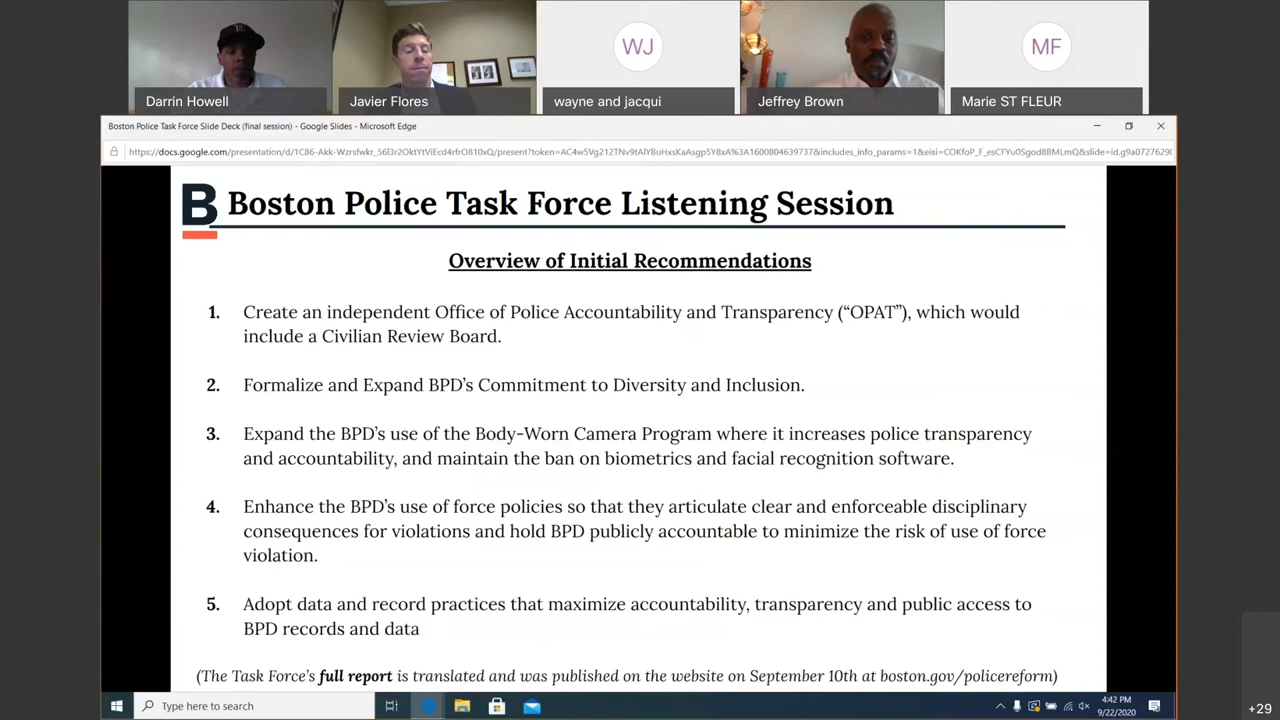 WJ
MF
Darrin Howell
Javier Flores
wayne and jacqui
Jeffrey Brown
Marie ST FLEUR
Boston Police Task Force Slide Deck (final session) - Google Slides - Microsoft Edge
B Boston Police Task Force Listening Session
Overview of Initial Recommendations
1. Create an independent Office of Police Accountability and Transparency (“OPAT”), which would
include a Civilian Review Board.
2. Formalize and Expand BPD’s Commitment to Diversity and Inclusion.
3. Expand the BPD’s use of the Body-Worn Camera Program where it increases police transparency
and accountability, and maintain the ban on biometrics and facial recognition software.
4. Enhance the BPD’s use of force policies so that they articulate clear and enforceable disciplinary
consequences for violations and hold BPD publicly accountable to minimize the risk of use of force
violation.
5. Adopt data and record practices that maximize accountability, transparency and public access to
BPD records and data
(The Task Force’s full report is translated and was published on the website on September 10th at boston.gov/policereform)
Type here to search
4:42 PM
9/22/2020
+29